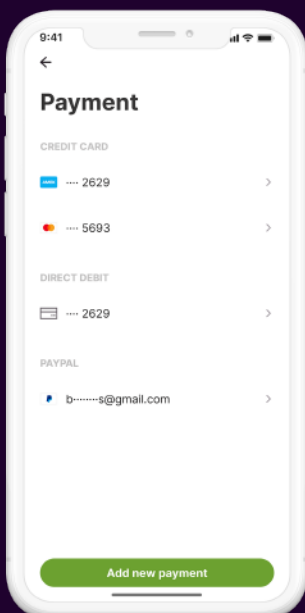 9:41
Payment
CREDIT CARD
···· 2629
···· 5693
DIRECT DEBIT
···· 2629
PAYPAL
b········s@gmail.com
Add new payment